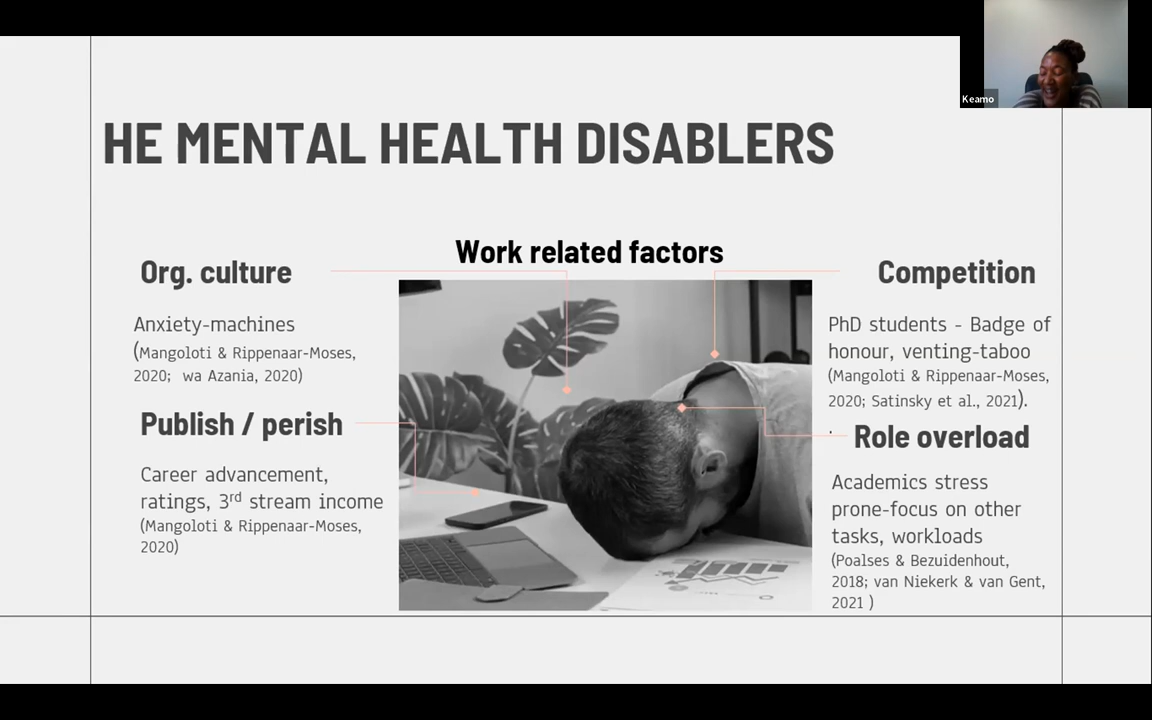 Keamo
HE MENTAL HEALTH DISABLERS
Work related factors
Org. culture
Anxiety-machines
(Mangoloti & Rippenaar-Moses,
2020;  wa Azania, 2020)
Publish / perish
Career advancement,
ratings, 3rd stream income
(Mangoloti & Rippenaar-Moses,
2020)
Competition
PhD students - Badge of
honour, venting-taboo
(Mangoloti & Rippenaar-Moses,
2020; Satinsky et al., 2021).
.
Role overload
Academics stress
prone-focus on other
tasks, workloads
(Poalses & Bezuidenhout,
2018; van Niekerk & van Gent,
2021 )